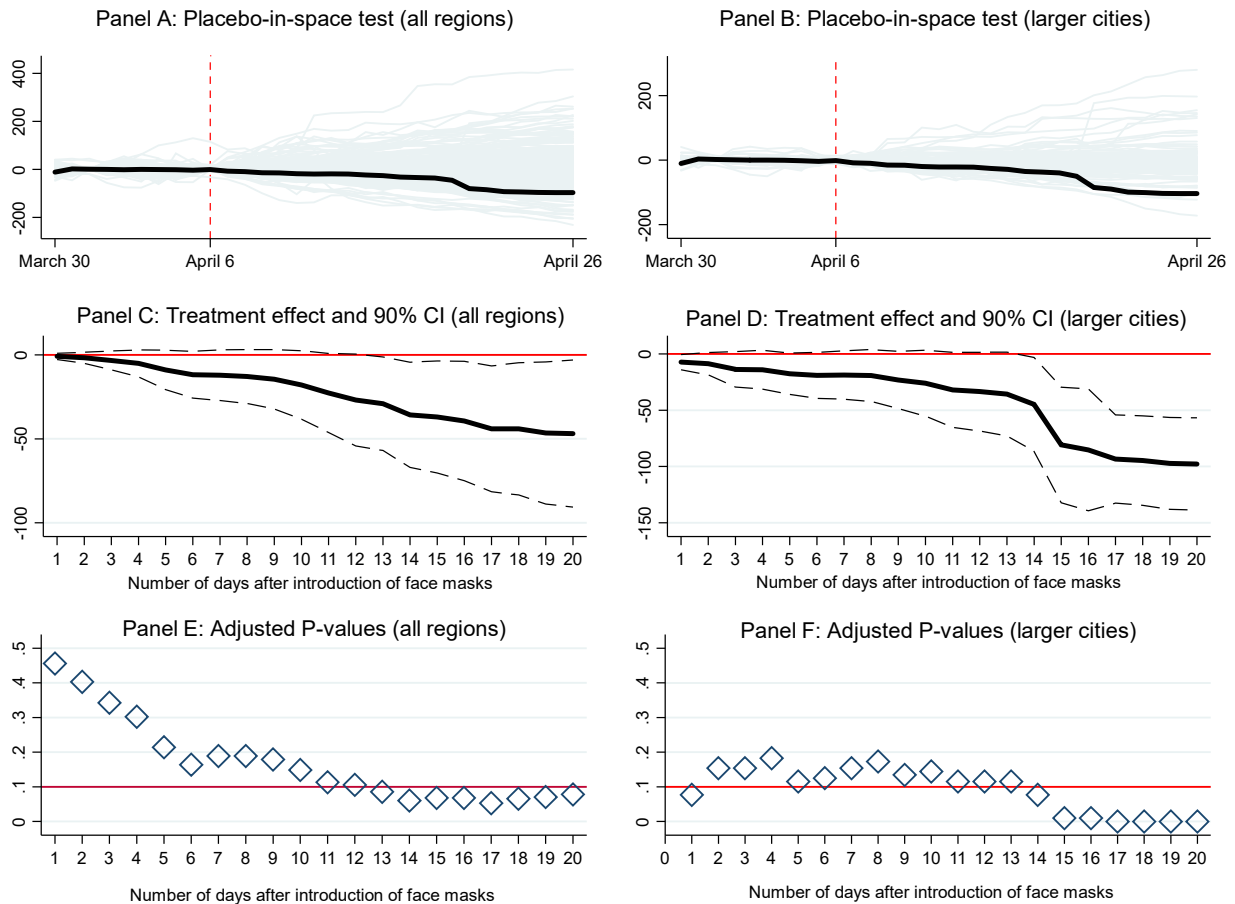 Panel A: Placebo-in-space test (all regions)
400
200
0
-200
March 30
April 6
April 26
Panel B: Placebo-in-space test (larger cities)
200
0
-200
March 30
April 6
April 26
Panel C: Treatment effect and 90% CI (all regions)
0
-50
-100
1 2 3 4 5 6 7 8 9 10 11 12 13 14 15 16 17 18 19 20
Number of days after introduction of face masks
Panel D: Treatment effect and 90% CI (larger cities)
0
-50
-100
-150
1 2 3 4 5 6 7 8 9 10 11 12 13 14 15 16 17 18 19 20
Number of days after introduction of face masks
Panel E: Adjusted P-values (all regions)
.5
.4
.3
.2
.1
0
1 2 3 4 5 6 7 8 9 10 11 12 13 14 15 16 17 18 19 20
Number of days after introduction of face masks
Panel F: Adjusted P-values (larger cities)
.5
.4
.3
.2
.1
0
0 1 2 3 4 5 6 7 8 9 10 11 12 13 14 15 16 17 18 19 20
Number of days after introduction of face masks